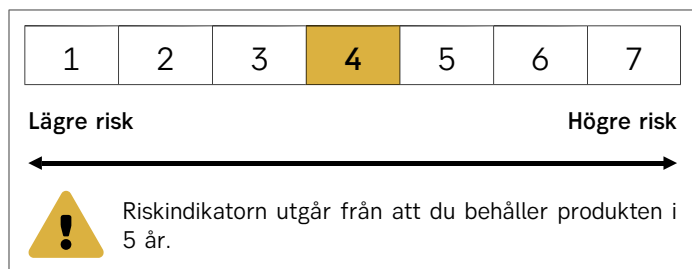 1 2 3 4 5 6 7
Lägre risk Högre risk
Riskindikatorn utgår från att du behåller produkten i
5 år.